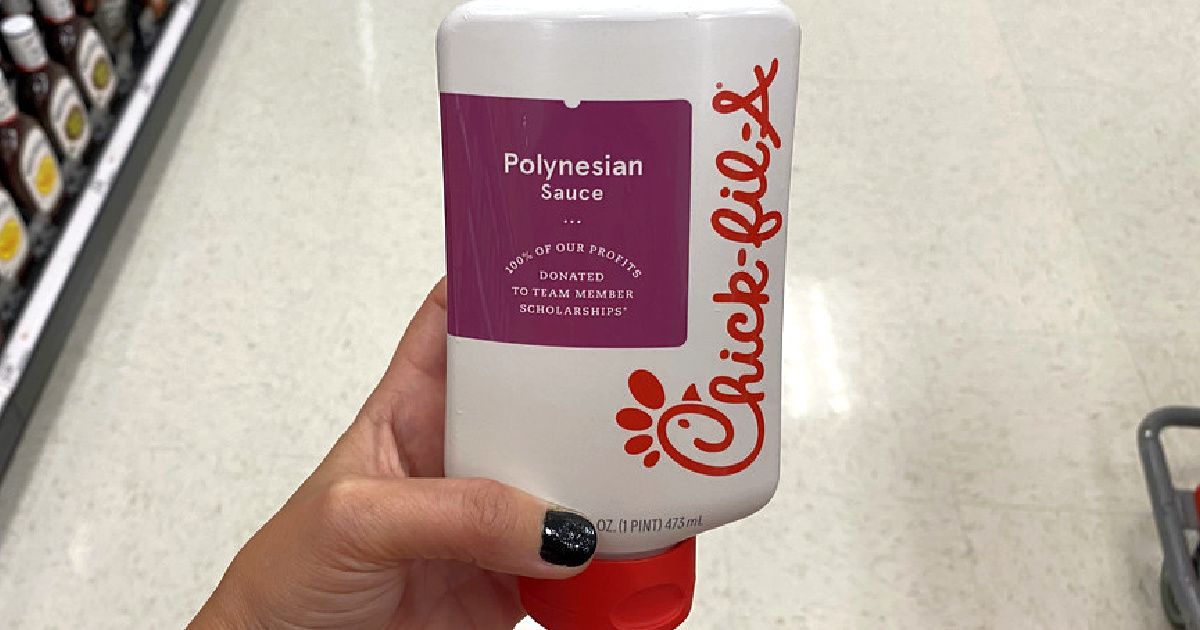 Polynesian
Sauce
...
100% OF OUR PROFITS
DONATED
TO TEAM MEMBER
SCHOLARSHIPS*
Chick-fil-A®
OZ. (1 PINT) 473 mL